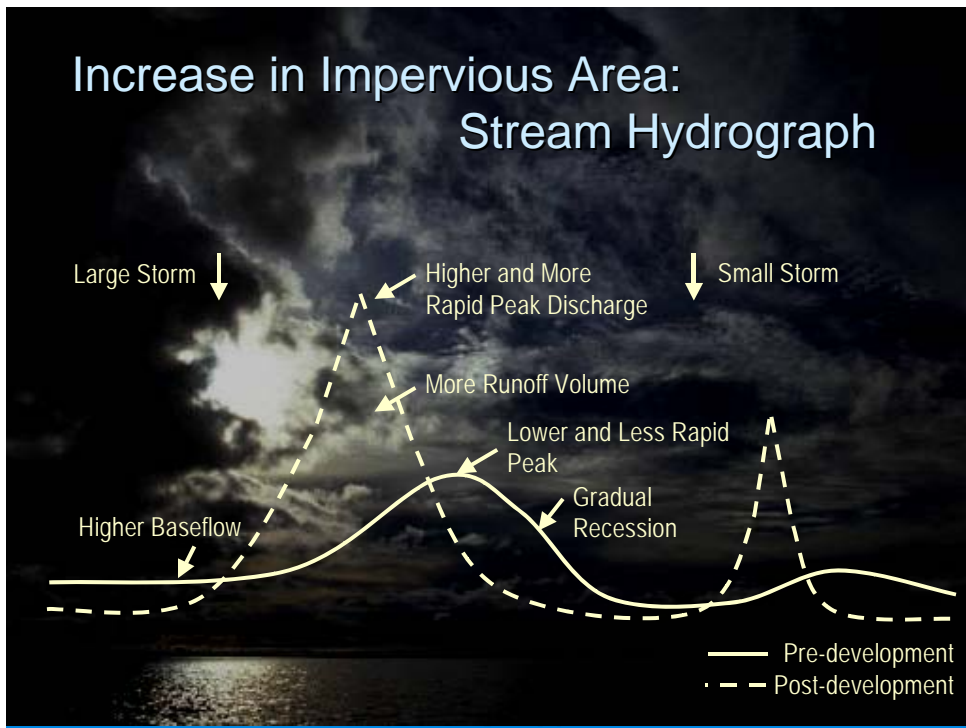 Increase in Impervious Area:
Stream Hydrograph
Large Storm
Higher and More
Rapid Peak Discharge
Small Storm
More Runoff Volume
Lower and Less Rapid
Peak
Gradual
Recession
Higher Baseflow
Pre-development
Post-development